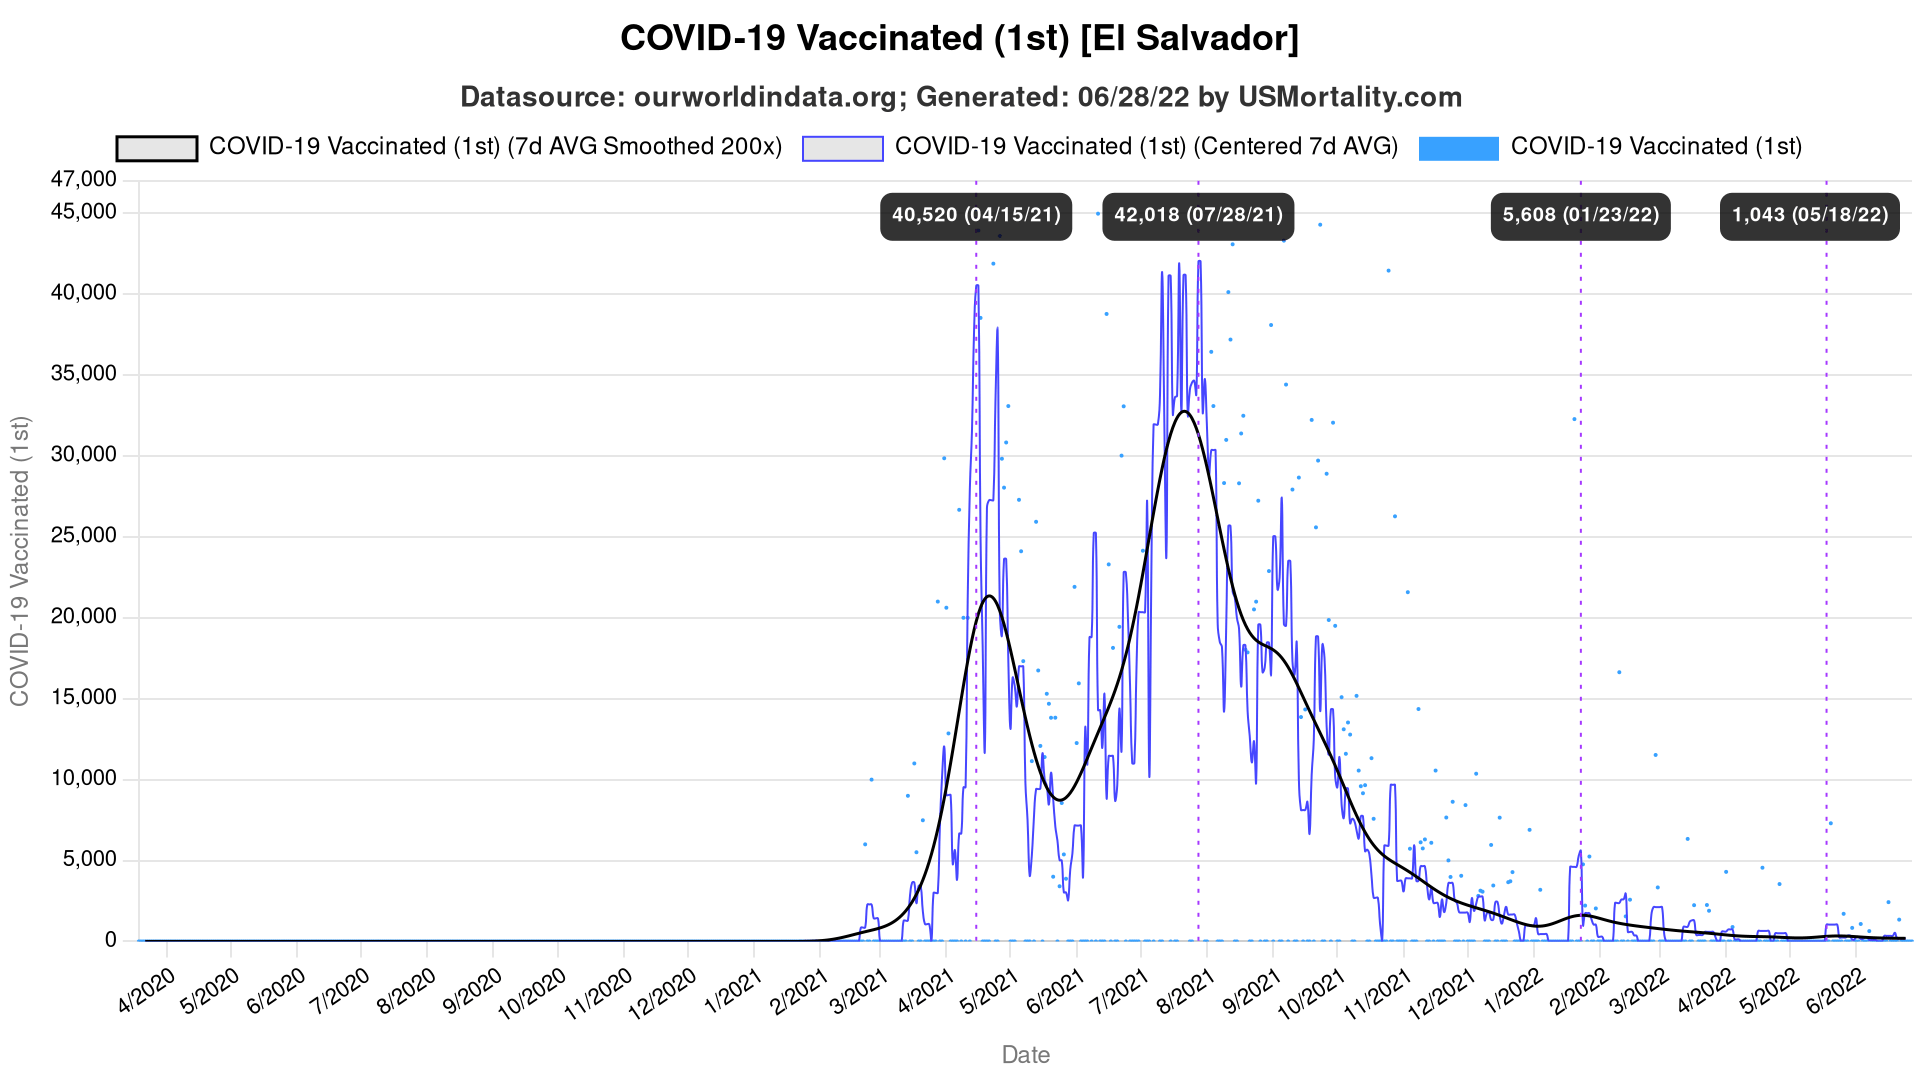 COVID-19 Vaccinated (1st) [El Salvador]
Datasource: ourworldindata.org; Generated: 06/28/22 by USMortality.com
COVID-19 Vaccinated (1st) (7d AVG Smoothed 200x) COVID-19 Vaccinated (1st) (Centered 7d AVG) COVID-19 Vaccinated (1st)
47,000
45,000
40,000
35,000
30,000
25,000
20,000
15,000
10,000
5,000
0
COVID-19 Vaccinated (1st)
40,520 (04/15/21) 42,018 (07/28/21) 5,608 (01/23/22) 1,043 (05/18/22)
4/2020 5/2020 6/2020 7/2020 8/2020 9/2020 10/2020 11/2020 12/2020 1/2021 2/2021 3/2021 4/2021 5/2021 6/2021 7/2021 8/2021 9/2021 10/2021 11/2021 12/2021 1/2022 2/2022 3/2022 4/2022 5/2022 6/2022
Date